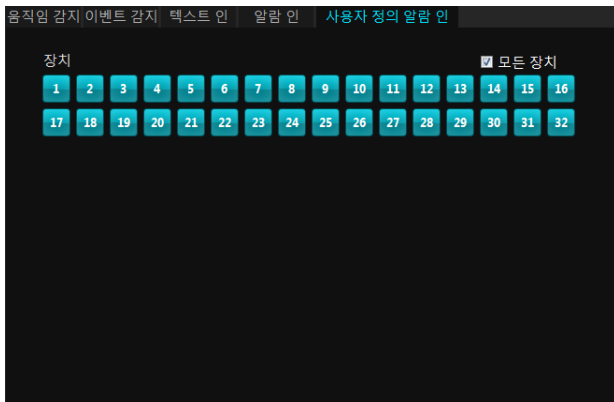 움직임 감지 이벤트 감지 텍스트 인 알람 인 사용자 정의 알람 인
장치 모든 장치
1 2 3 4 5 6 7 8 9 10 11 12 13 14 15 16
17 18 19 20 21 22 23 24 25 26 27 28 29 30 31 32